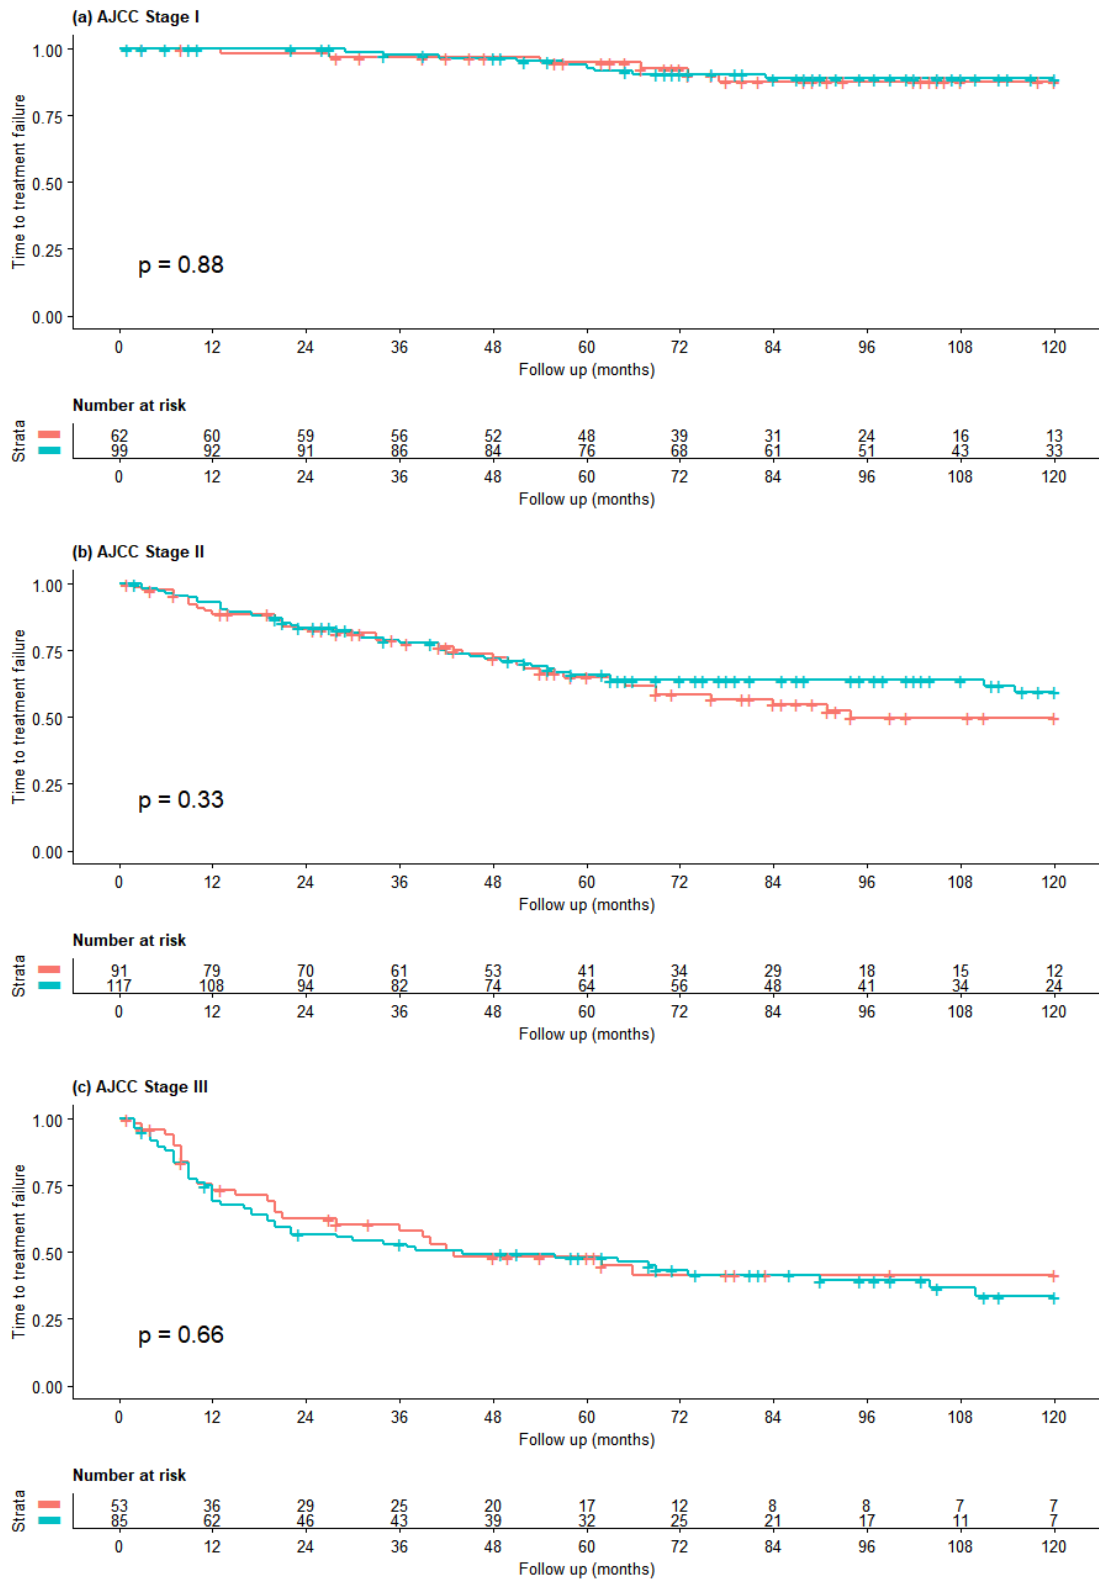 (a) AJCC Stage I
Time to treatment failure
1.00
0.75
0.50
0.25
0.00
p = 0.88
0 12 24 36 48 60 72 84 96 108 120
Follow up (months)
Number at risk
Strata
62 60 59 56 52 48 39 31 24 16 13
99 92 91 86 84 76 68 61 51 43 33
0 12 24 36 48 60 72 84 96 108 120
Follow up (months)
(b) AJCC Stage II
Time to treatment failure
1.00
0.75
0.50
0.25
0.00
p = 0.33
0 12 24 36 48 60 72 84 96 108 120
Follow up (months)
Number at risk
Strata
91 79 70 61 53 41 34 29 18 15 12
117 108 94 82 74 64 56 48 41 34 24
0 12 24 36 48 60 72 84 96 108 120
Follow up (months)
(c) AJCC Stage III
Time to treatment failure
1.00
0.75
0.50
0.25
0.00
p = 0.66
0 12 24 36 48 60 72 84 96 108 120
Follow up (months)
Number at risk
Strata
53 36 29 25 20 17 12 8 8 7 7
85 62 46 43 39 32 25 21 17 11 7
0 12 24 36 48 60 72 84 96 108 120
Follow up (months)